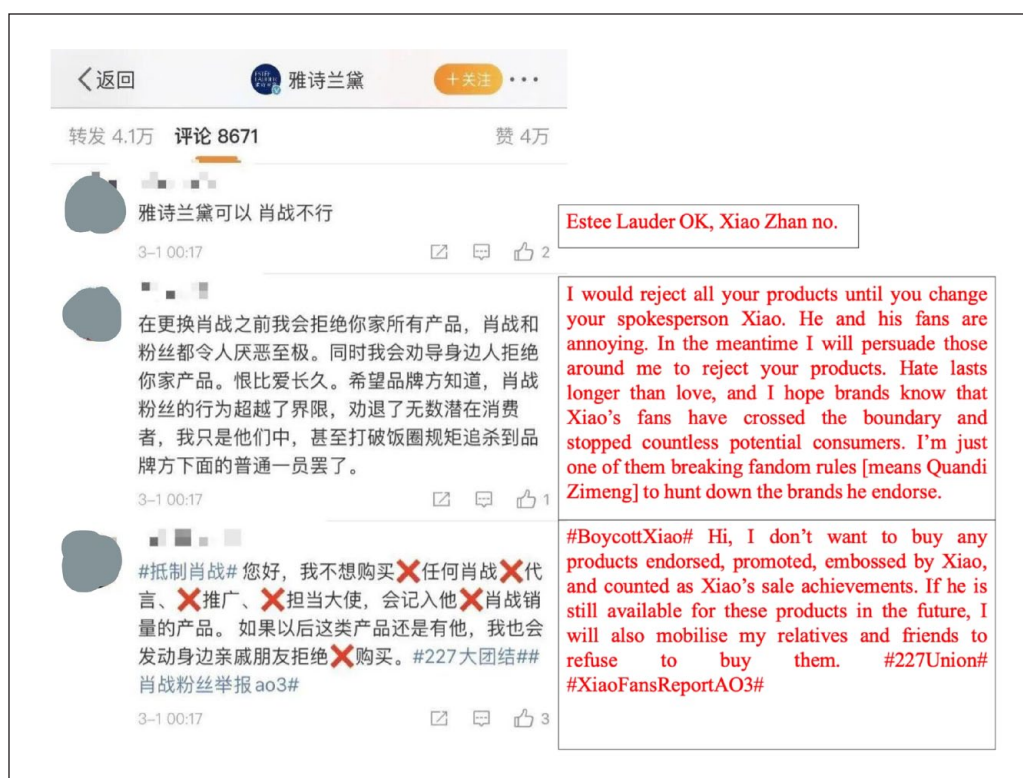 返回
雅诗兰黛
+关注
转发 4.1万 评论 8671 赞 4万
雅诗兰黛可以 肖战不行
3-1 00:17 2
Estee Lauder OK, Xiao Zhan no.
在更换肖战之前我会拒绝你家所有产品，肖战和
粉丝都令人厌恶至极。同时我会劝导身边人拒绝
你家产品。恨比爱长久。希望品牌方知道，肖战
粉丝的行为超越了界限，劝退了无数潜在消费
者，我只是他们中，甚至打破饭圈规矩追杀到品
牌方下面的普通一员罢了。
3-1 00:17 1
I would reject all your products until you change
your spokesperson Xiao. He and his fans are
annoying. In the meantime I will persuade those
around me to reject your products. Hate lasts
longer than love, and I hope brands know that
Xiao's fans have crossed the boundary and
stopped countless potential consumers. I'm just
one of them breaking fandom rules [means Quandi
Zimeng] to hunt down the brands he endorse.
#抵制肖战# 您好，我不想购买❌任何肖战❌代
言、❌推广、❌担当大使，会记入他❌肖战销
量的产品。 如果以后这类产品还是有他，我也会
发动身边亲戚朋友拒绝❌购买。#227大团结##
肖战粉丝举报ao3#
3-1 00:17 3
#BoycottXiao# Hi, I don't want to buy any
products endorsed, promoted, embossed by Xiao,
and counted as Xiao's sale achievements. If he is
still available for these products in the future, I
will also mobilise my relatives and friends to
refuse to buy them. #227Union#
#XiaoFansReportAO3#